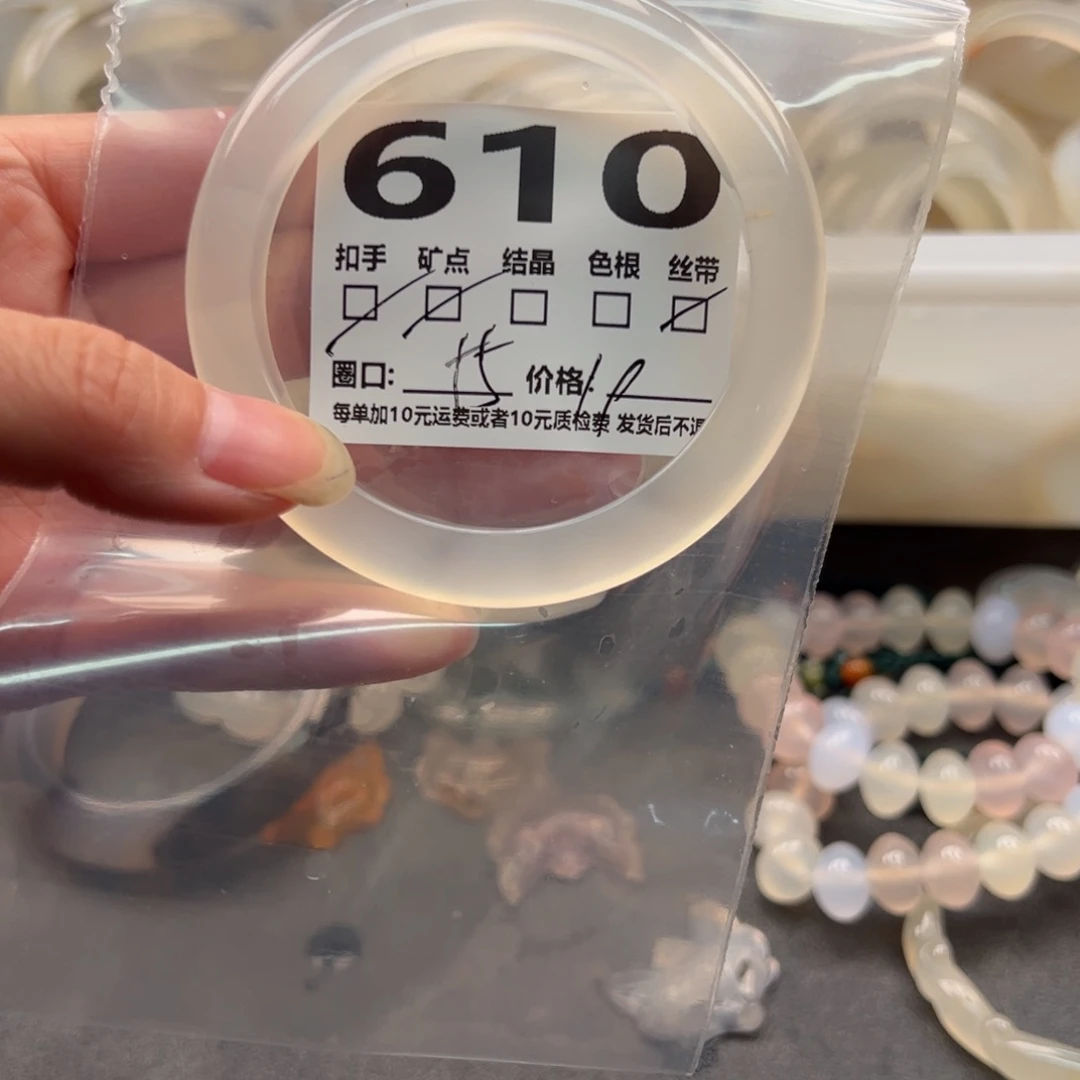 610
扣手 矿点 结晶 色根 丝带
圈口: 价格:
每单加10元运费或者10元质检费 发货后不退